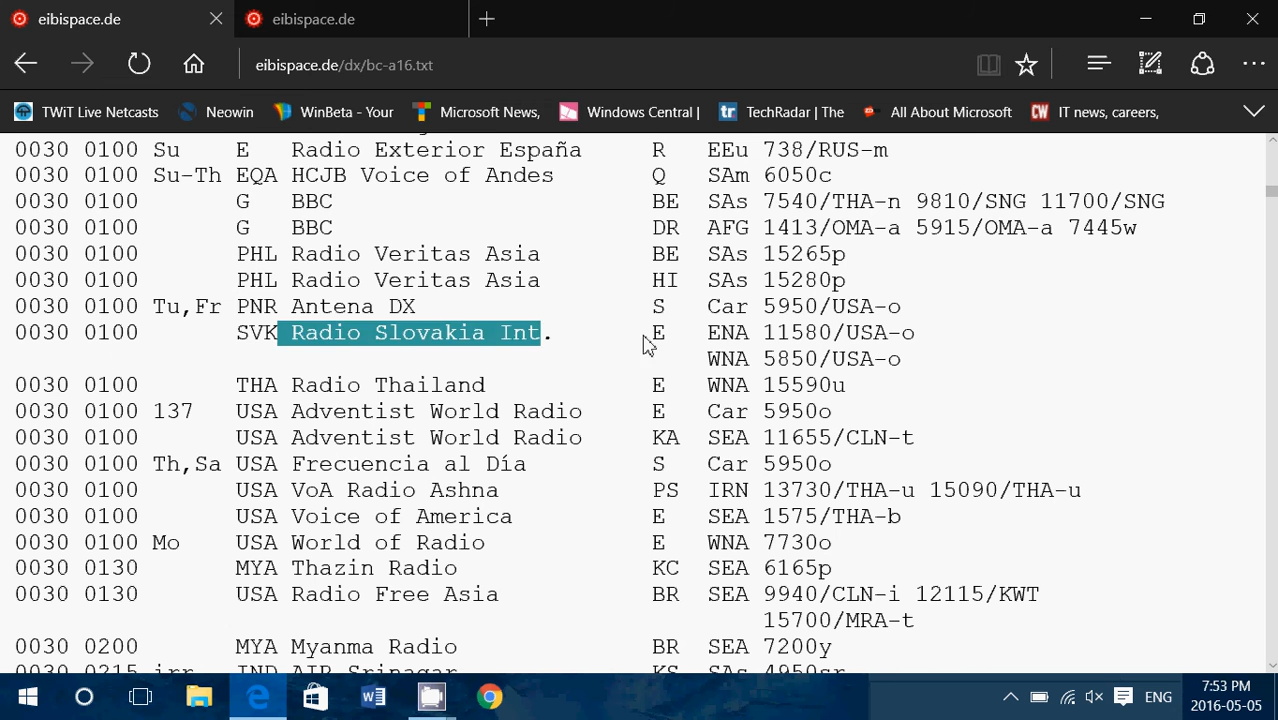 eibispace.de
eibispace.de
eibispace.de/dx/bc-a16.txt
TWiT Live Netcasts Neowin WinBeta - Your Microsoft News, Windows Central | TechRadar | The All About Microsoft IT news, careers,
0030 0100 Su E Radio Exterior España R EEu 738/RUS-m
0030 0100 Su-Th EQA HCJB Voice of Andes Q SAm 6050c
0030 0100 G BBC BE SAs 7540/THA-n 9810/SNG 11700/SNG
0030 0100 G BBC DR AFG 1413/OMA-a 5915/OMA-a 7445w
0030 0100 PHL Radio Veritas Asia BE SAs 15265p
0030 0100 PHL Radio Veritas Asia HI SAs 15280p
0030 0100 Tu,Fr PNR Antena DX S Car 5950/USA-o
0030 0100 SVK Radio Slovakia Int. E ENA 11580/USA-o
WNA 5850/USA-o
0030 0100 THA Radio Thailand E WNA 15590u
0030 0100 137 USA Adventist World Radio E Car 5950o
0030 0100 USA Adventist World Radio KA SEA 11655/CLN-t
0030 0100 Th,Sa USA Frecuencia al Día S Car 5950o
0030 0100 USA VoA Radio Ashna PS IRN 13730/THA-u 15090/THA-u
0030 0100 USA Voice of America E SEA 1575/THA-b
0030 0100 Mo USA World of Radio E WNA 7730o
0030 0130 MYA Thazin Radio KC SEA 6165p
0030 0130 USA Radio Free Asia BR SEA 9940/CLN-i 12115/KWT
15700/MRA-t
0030 0200 MYA Myanma Radio BR SEA 7200y
0030 0215 irr IND AIR Srinagar KS SAs 4950sr
ENG 7:53 PM
2016-05-05